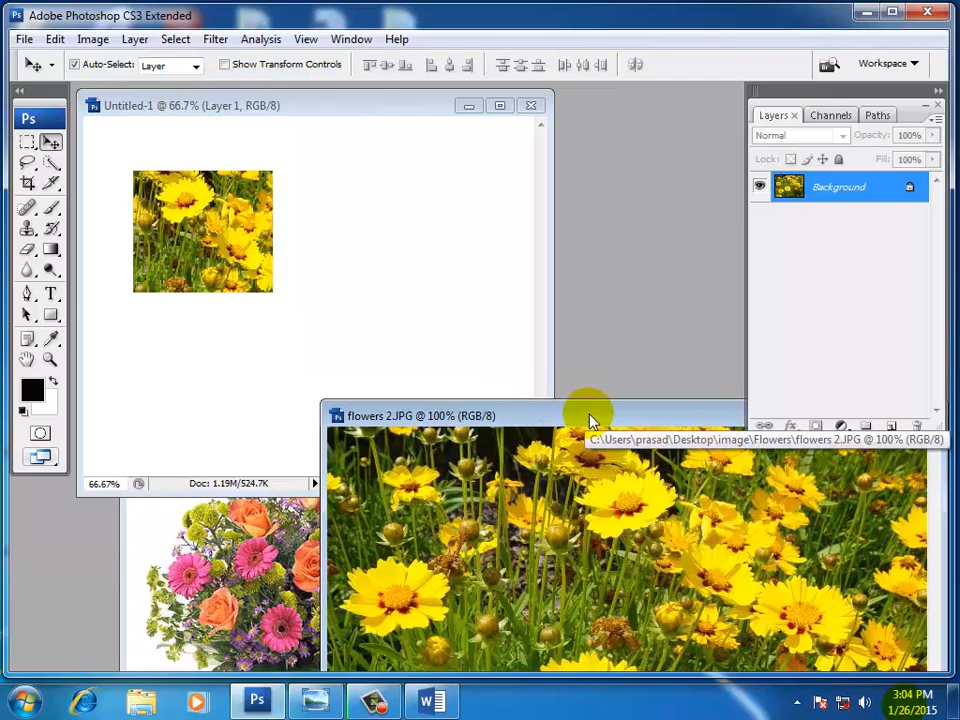 Ps Adobe Photoshop CS3 Extended
File Edit Image Layer Select Filter Analysis View Window Help
Auto-Select: Layer Show Transform Controls Workspace
Ps
Untitled-1 @ 66.7% (Layer 1, RGB/8)
Layers Channels Paths
Normal Opacity: 100%
Lock: Fill: 100%
Background
T
flowers 2.JPG @ 100% (RGB/8)
C:\Users\prasad\Desktop\image\Flowers\flowers 2.JPG @ 100% (RGB/8)
66.67% Doc: 1.19M/524.7K
Ps W
3:04 PM
1/26/2015